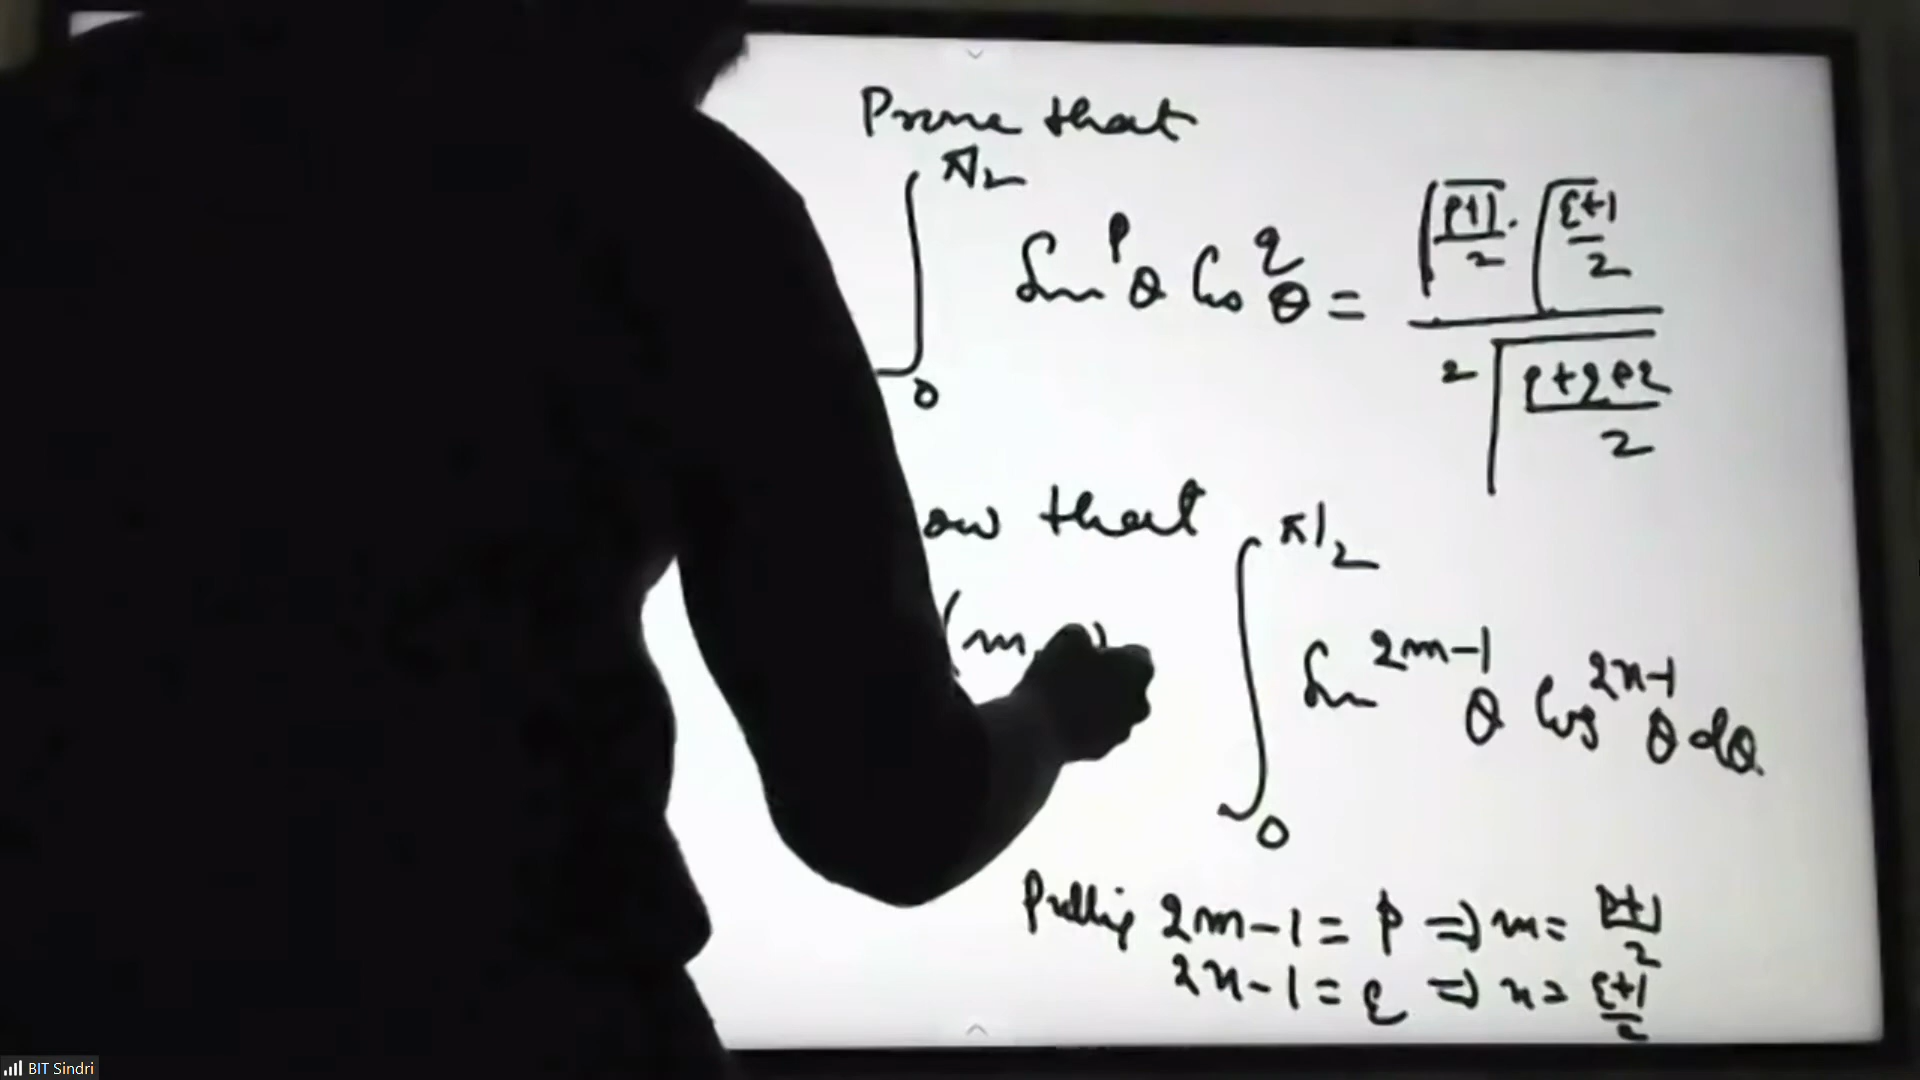 Prove that
∫₀^π/2 Sin^p θ Cos^q θ = Γ(p+1)/2 · Γ(q+1)/2 / 2 Γ(p+q+2)/2
ow that
(m, ) ∫₀^π/2 Sin^2m-1 θ Cos^2n-1 θ dθ
Putting 2m-1 = p ⇒ m = p+1/2
2n-1 = q ⇒ n = q+1/2
BIT Sindri